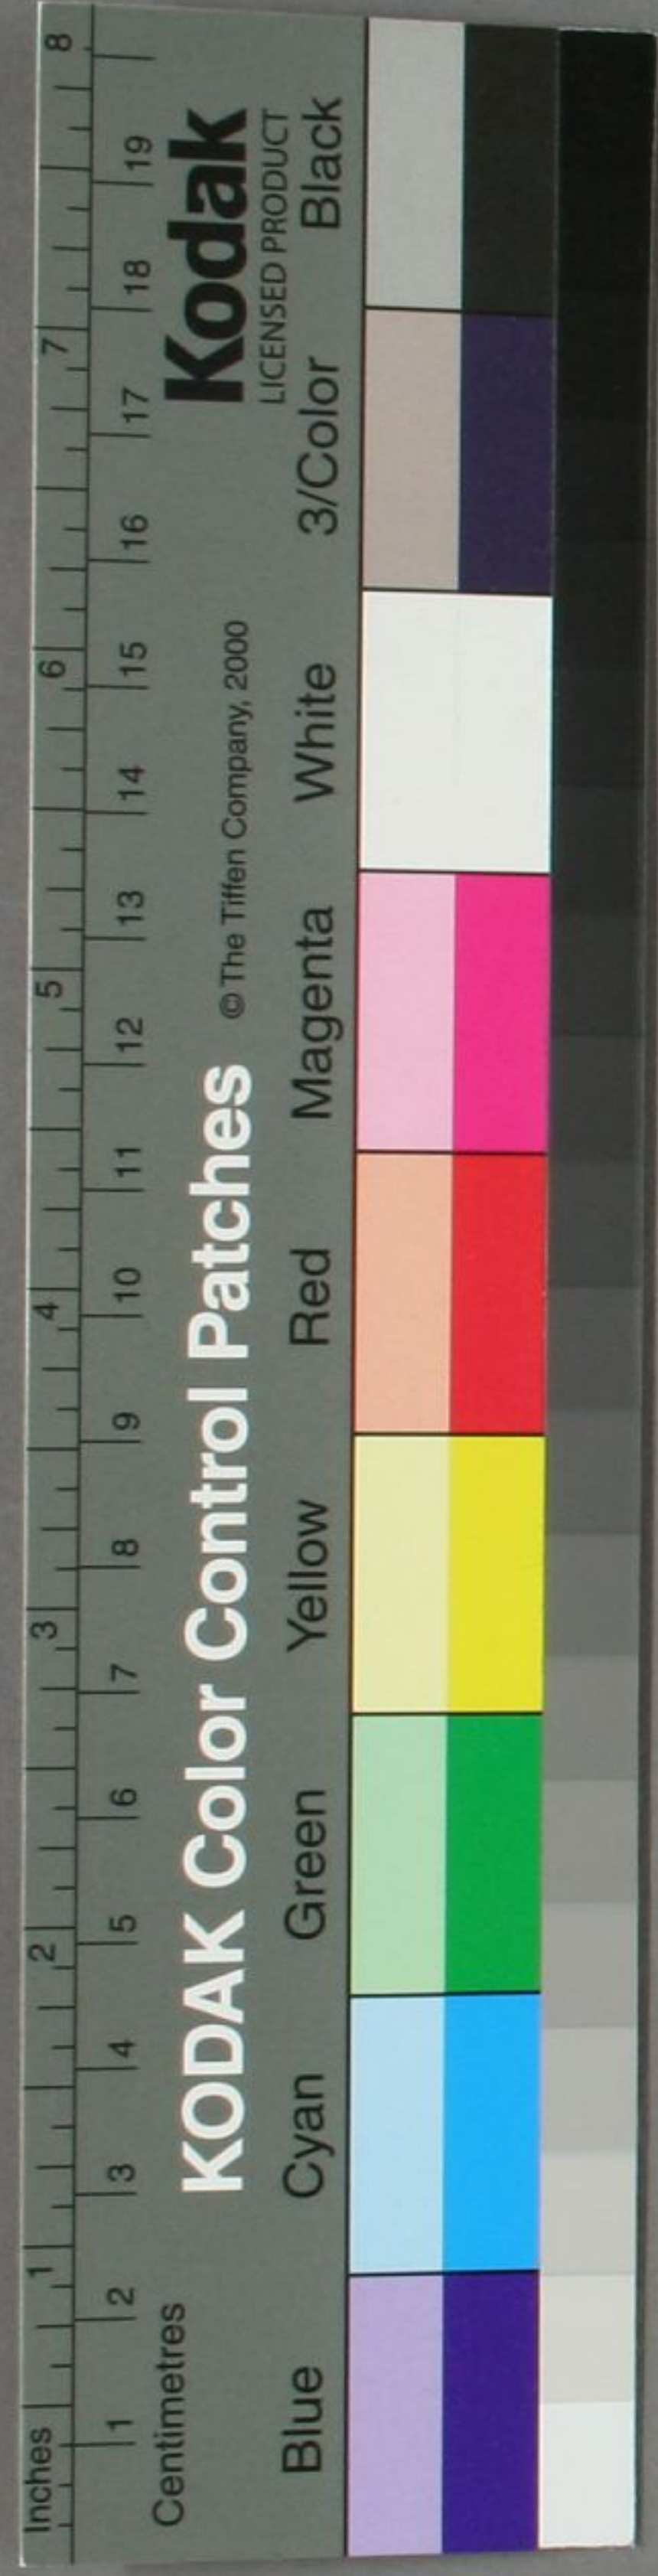 Inches 1 2 3 4 5 6 7 8
1 2 3 4 5 6 7 8 9 10 11 12 13 14 15 16 17 18 19
Centimetres
KODAK Color Control Patches © The Tiffen Company, 2000
Kodak
LICENSED PRODUCT
Blue Cyan Green Yellow Red Magenta White 3/Color Black